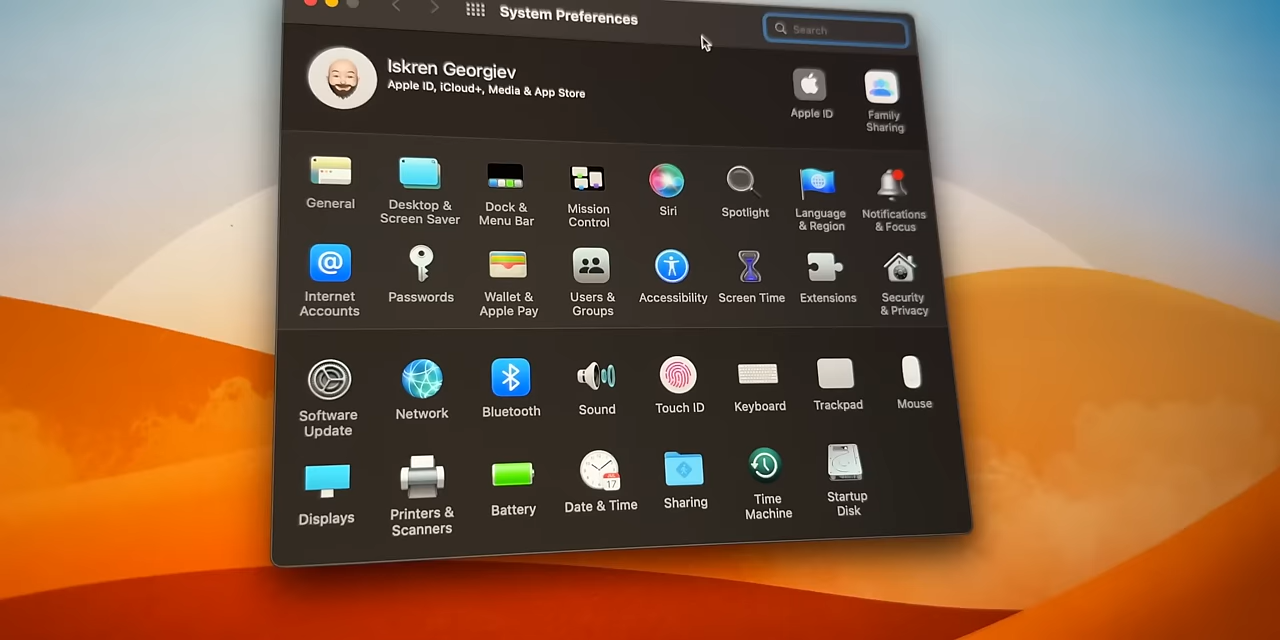 System Preferences
Search
Iskren Georgiev
Apple ID, iCloud+, Media & App Store
Apple ID
Family
Sharing
General
Desktop &
Screen Saver
Dock &
Menu Bar
Mission
Control
Siri
Spotlight
Language
& Region
Notifications
& Focus
Internet
Accounts
Passwords
Wallet &
Apple Pay
Users &
Groups
Accessibility
Screen Time
Extensions
Security
& Privacy
Software
Update
Network
Bluetooth
Sound
Touch ID
Keyboard
Trackpad
Mouse
17
Displays
Printers &
Scanners
Battery
Date & Time
Sharing
Time
Machine
Startup
Disk